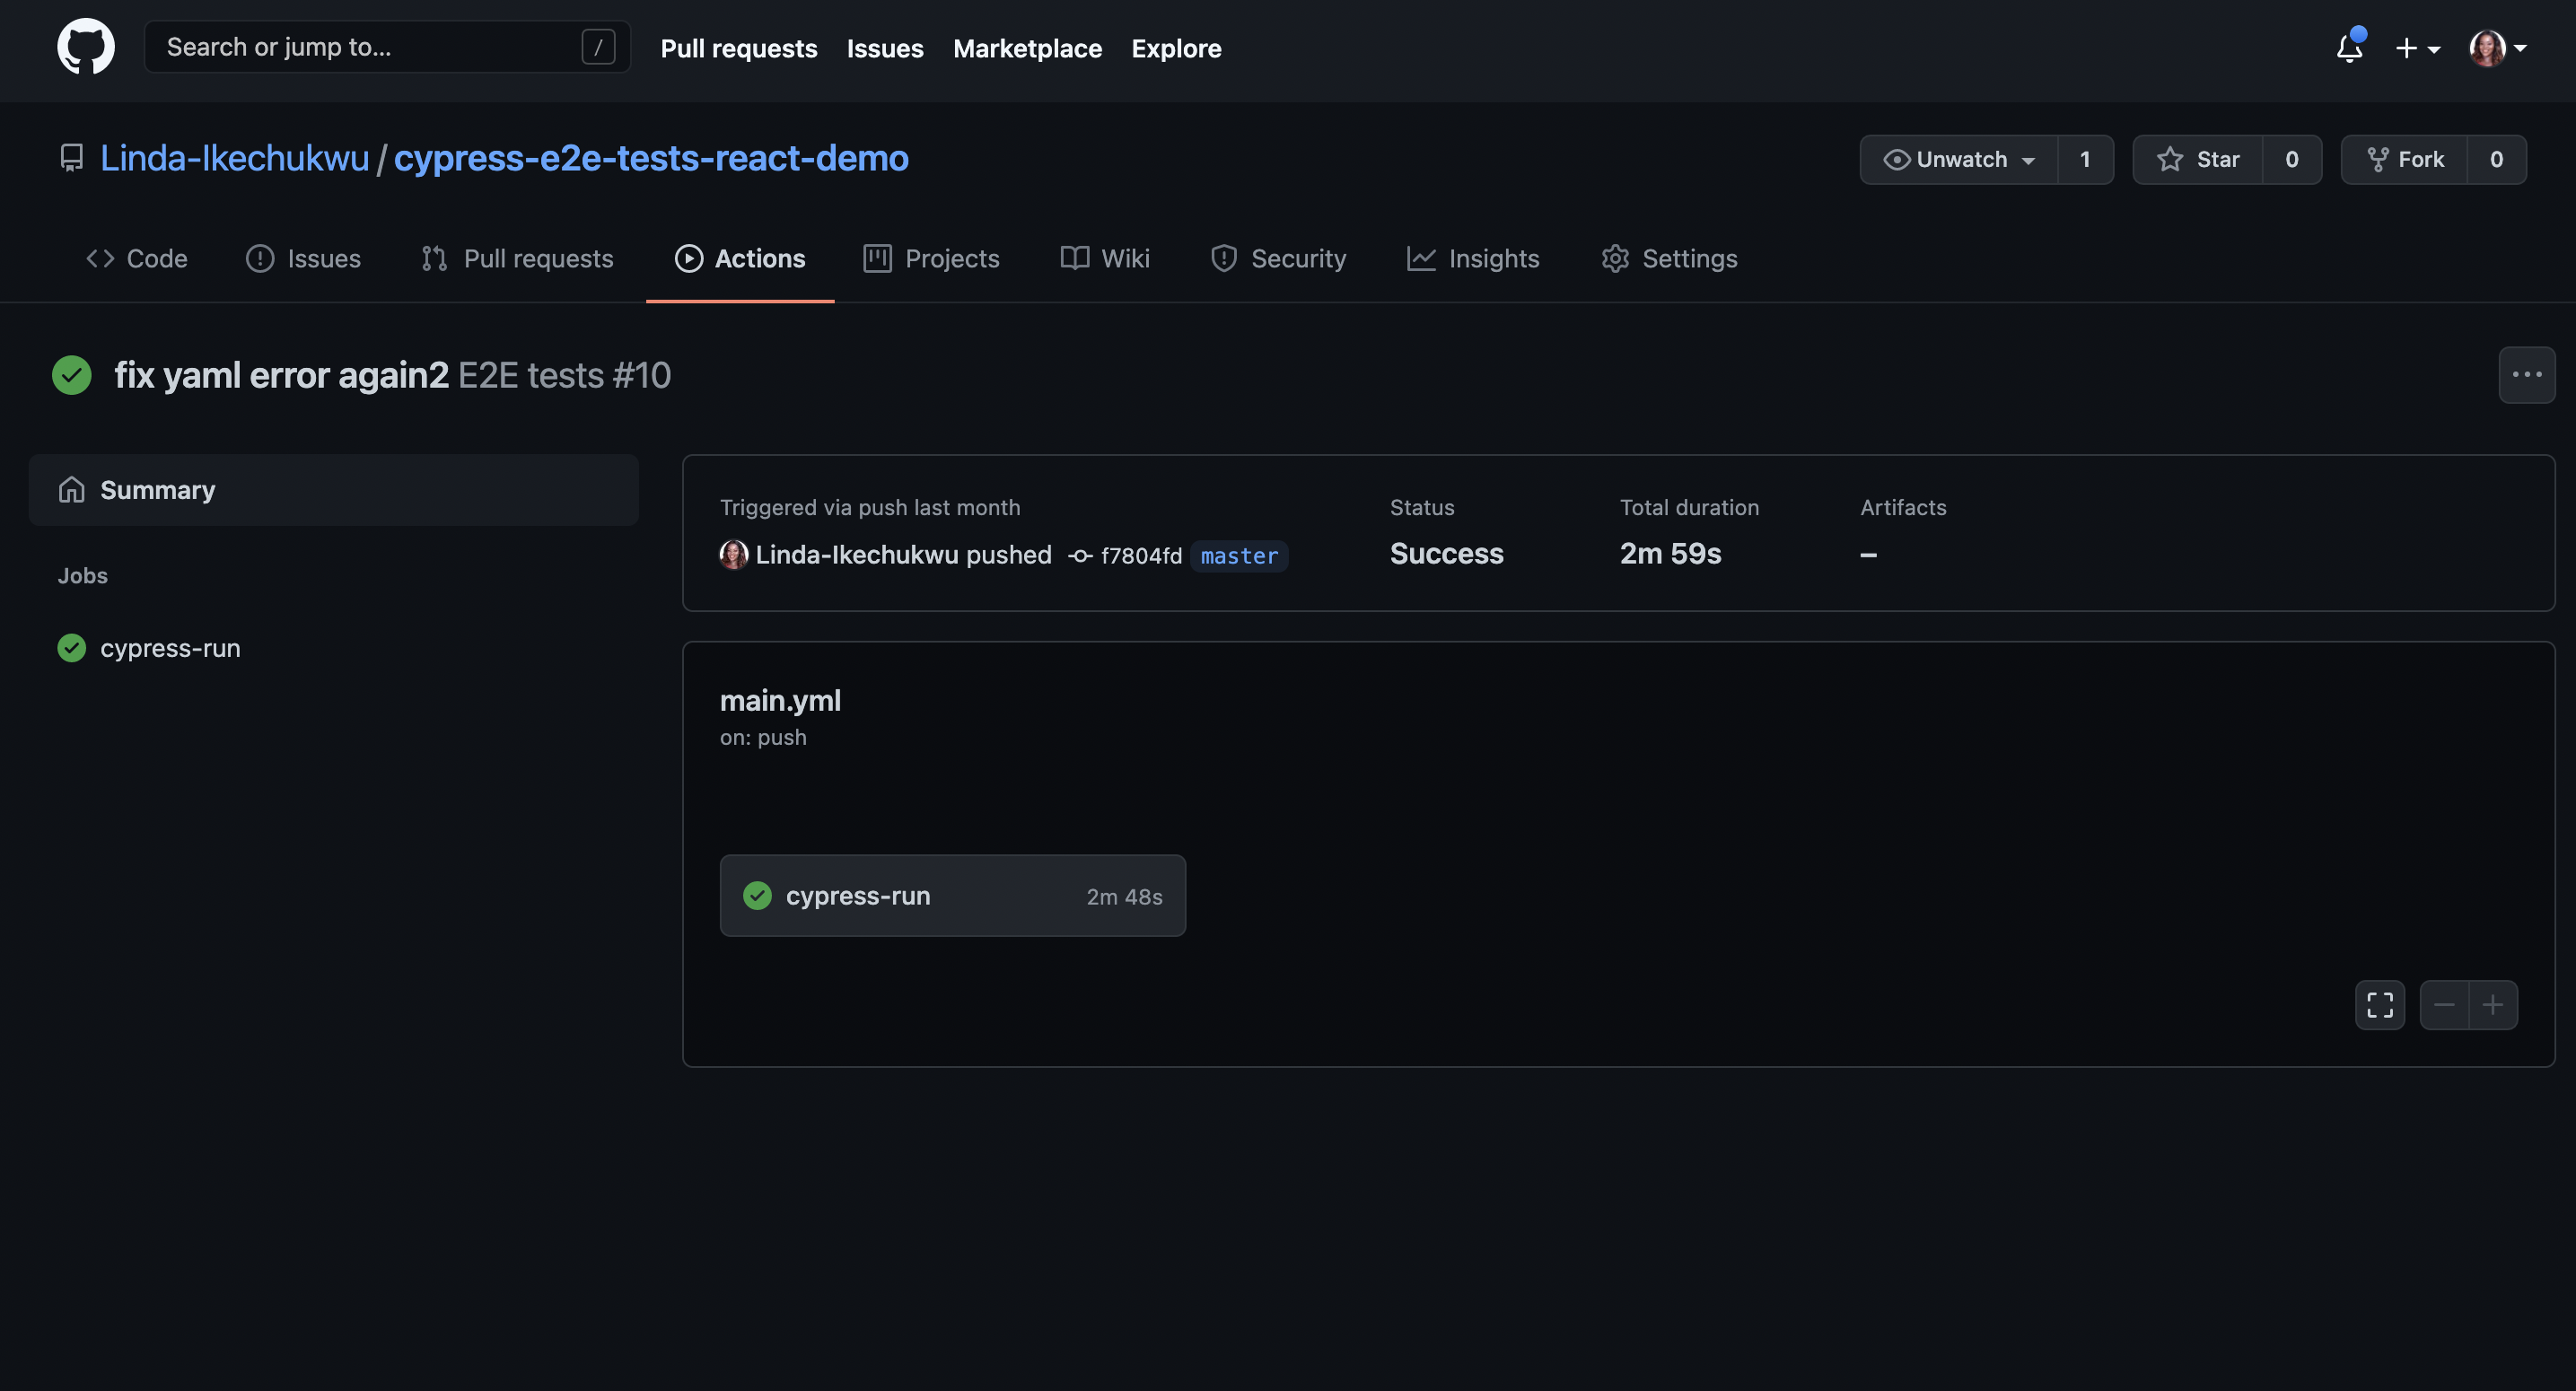 Search or jump to... /
Pull requests Issues Marketplace Explore
Linda-Ikechukwu / cypress-e2e-tests-react-demo
Unwatch 1 Star 0 Fork 0
Code Issues Pull requests Actions Projects Wiki Security Insights Settings
fix yaml error again2 E2E tests #10
Summary
Jobs
cypress-run
Triggered via push last month Status Total duration Artifacts
Linda-Ikechukwu pushed f7804fd master Success 2m 59s –
main.yml
on: push
cypress-run 2m 48s